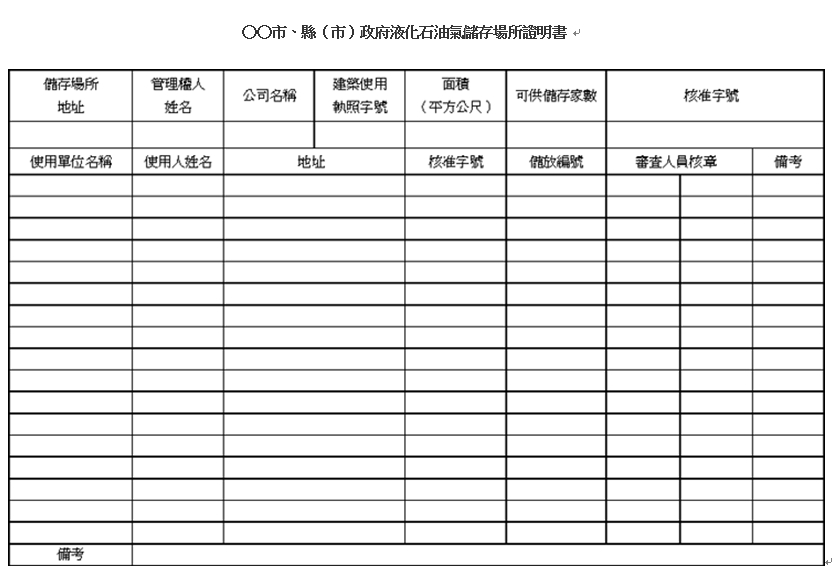 〇〇市、縣（市）政府液化石油氣儲存場所證明書
儲存場所地址 管理權人姓名 公司名稱 建築使用執照字號 面積（平方公尺） 可供儲存家數 核准字號
使用單位名稱 使用人姓名 地址 核准字號 儲放編號 審查人員核章 備考
備考